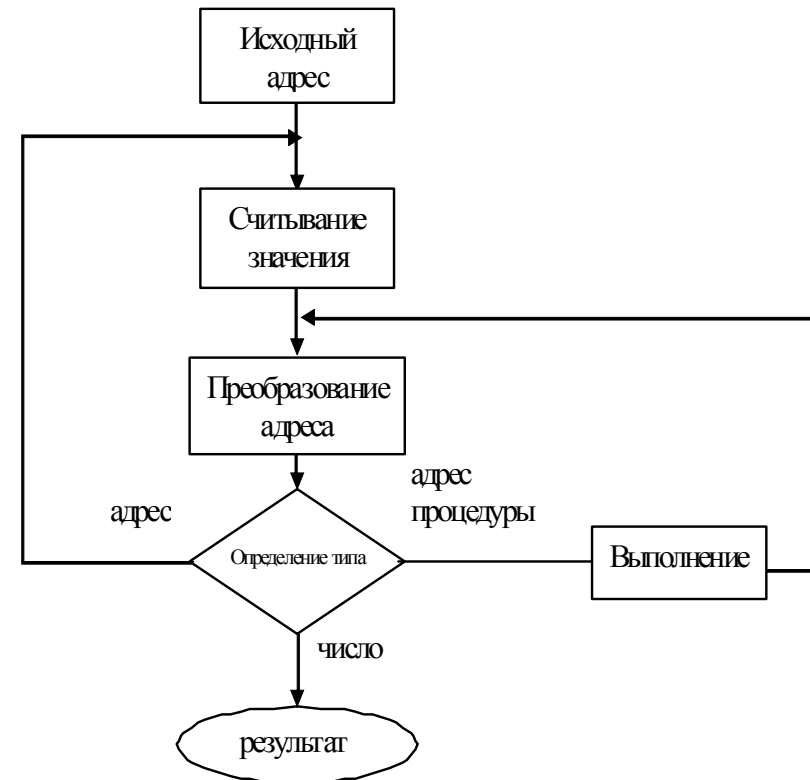 Исходный
адрес
Считывание
значения
Преобразование
адреса
адрес
адрес
процедуры
Определение типа
Выполнение
число
результат